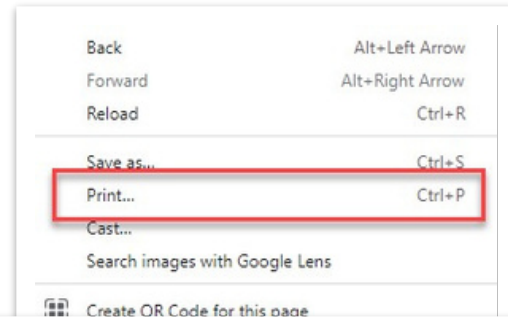 Back Alt+Left Arrow
Forward Alt+Right Arrow
Reload Ctrl+R
Save as... Ctrl+S
Print... Ctrl+P
Cast...
Search images with Google Lens
Create QR Code for this page